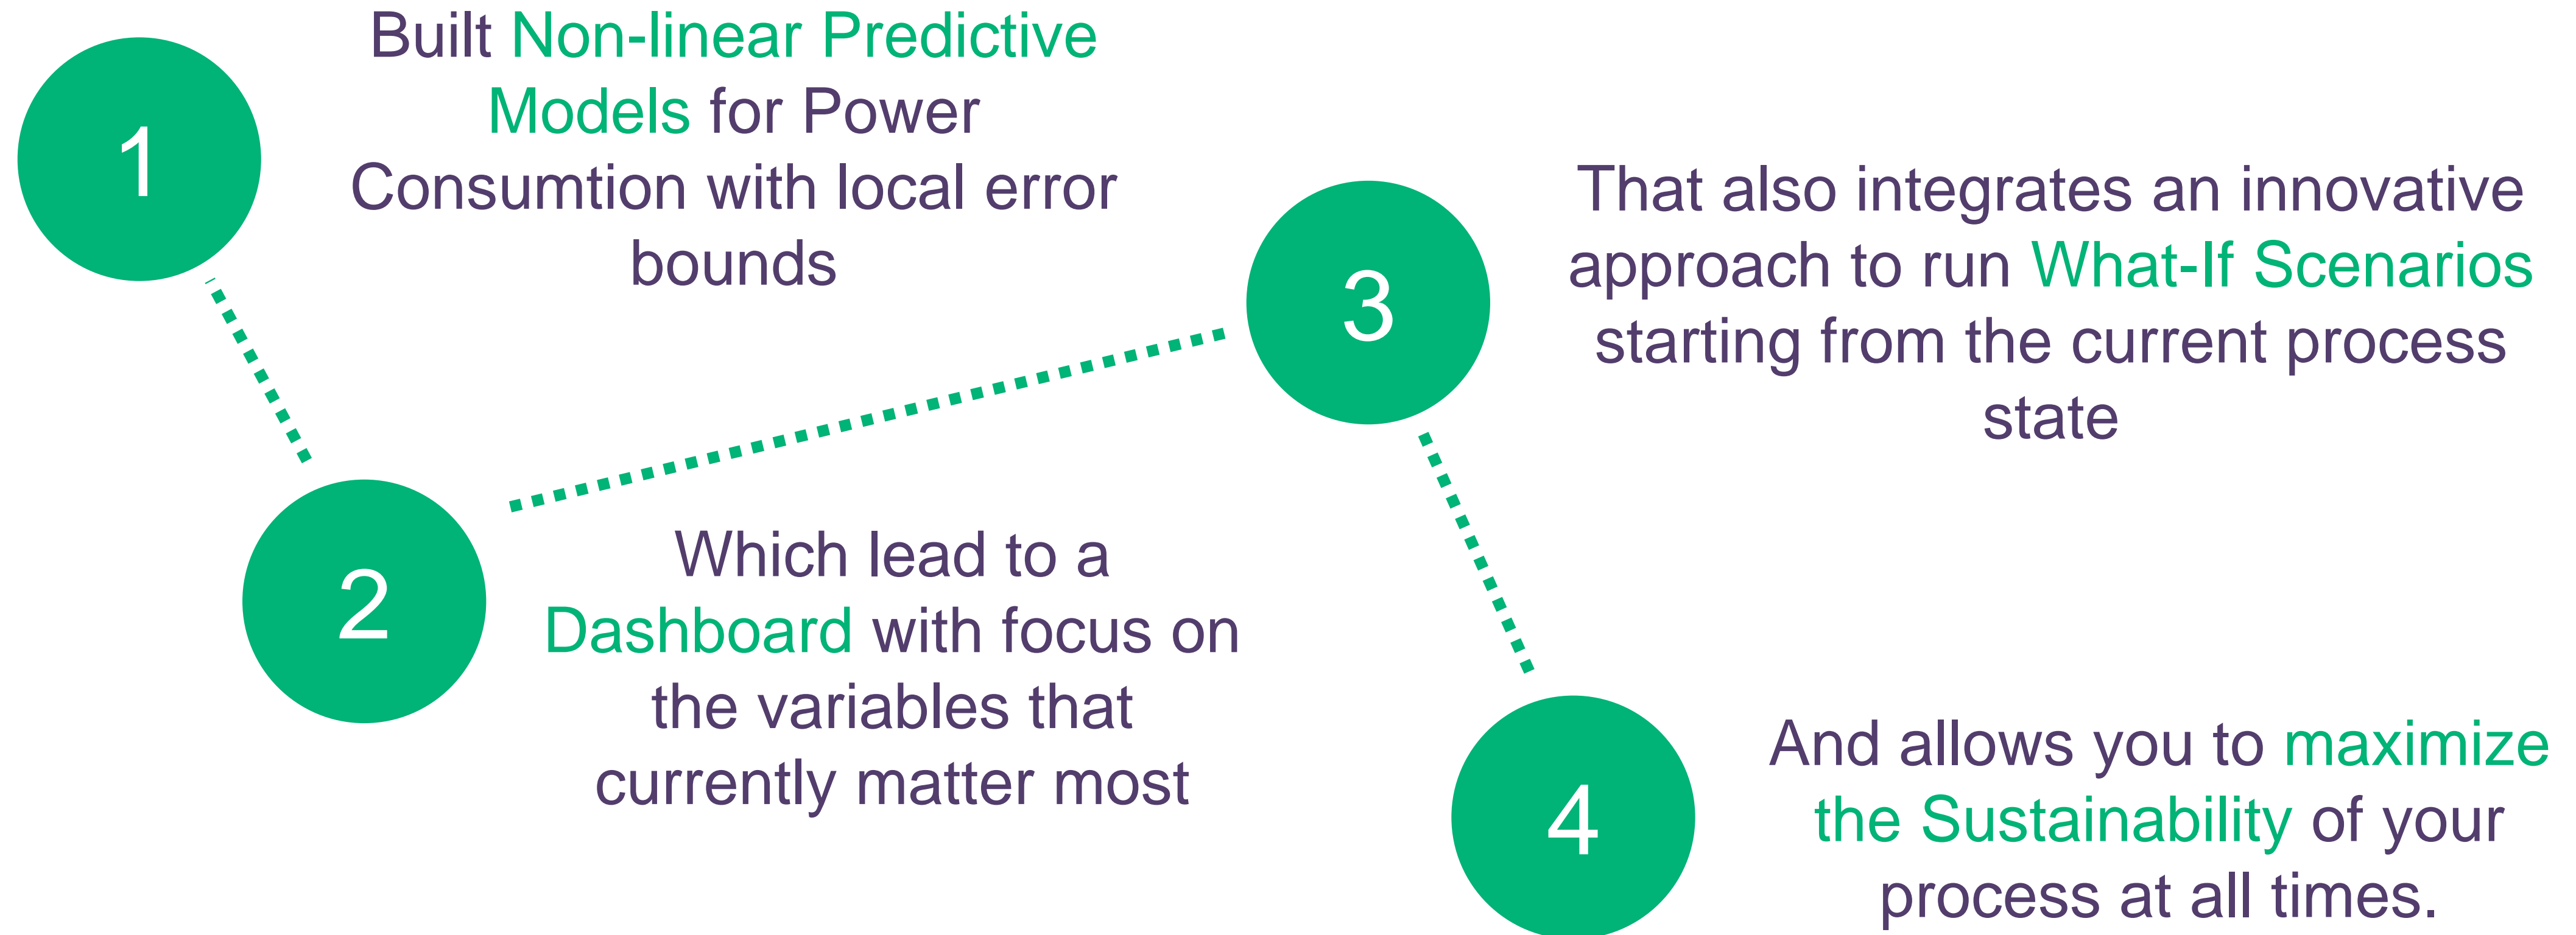 1
Built Non-linear Predictive
Models for Power
Consumtion with local error
bounds
2
Which lead to a
Dashboard with focus on
the variables that
currently matter most
3
That also integrates an innovative
approach to run What-If Scenarios
starting from the current process
state
4
And allows you to maximize
the Sustainability of your
process at all times.